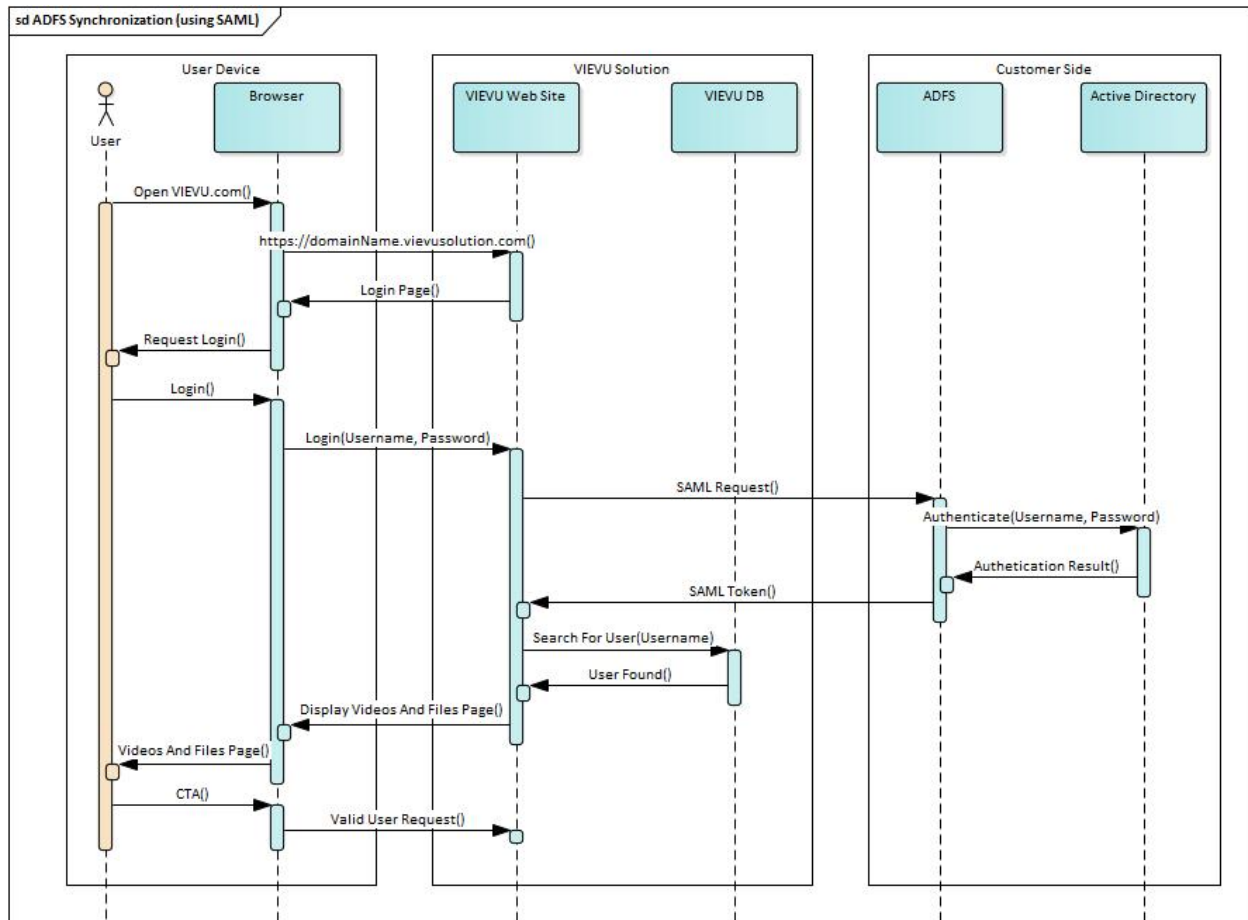 sd ADFS Synchronization (using SAML)
User Device
VIEVU Solution
Customer Side
User
Browser
VIEVU Web Site
VIEVU DB
ADFS
Active Directory
Open VIEVU.com()
https://domainName.vievusolution.com()
Login Page()
Request Login()
Login()
Login(Username, Password)
SAML Request()
Authenticate(Username, Password)
Authetication Result()
SAML Token()
Search For User(Username)
User Found()
Display Videos And Files Page()
Videos And Files Page()
CTA()
Valid User Request()